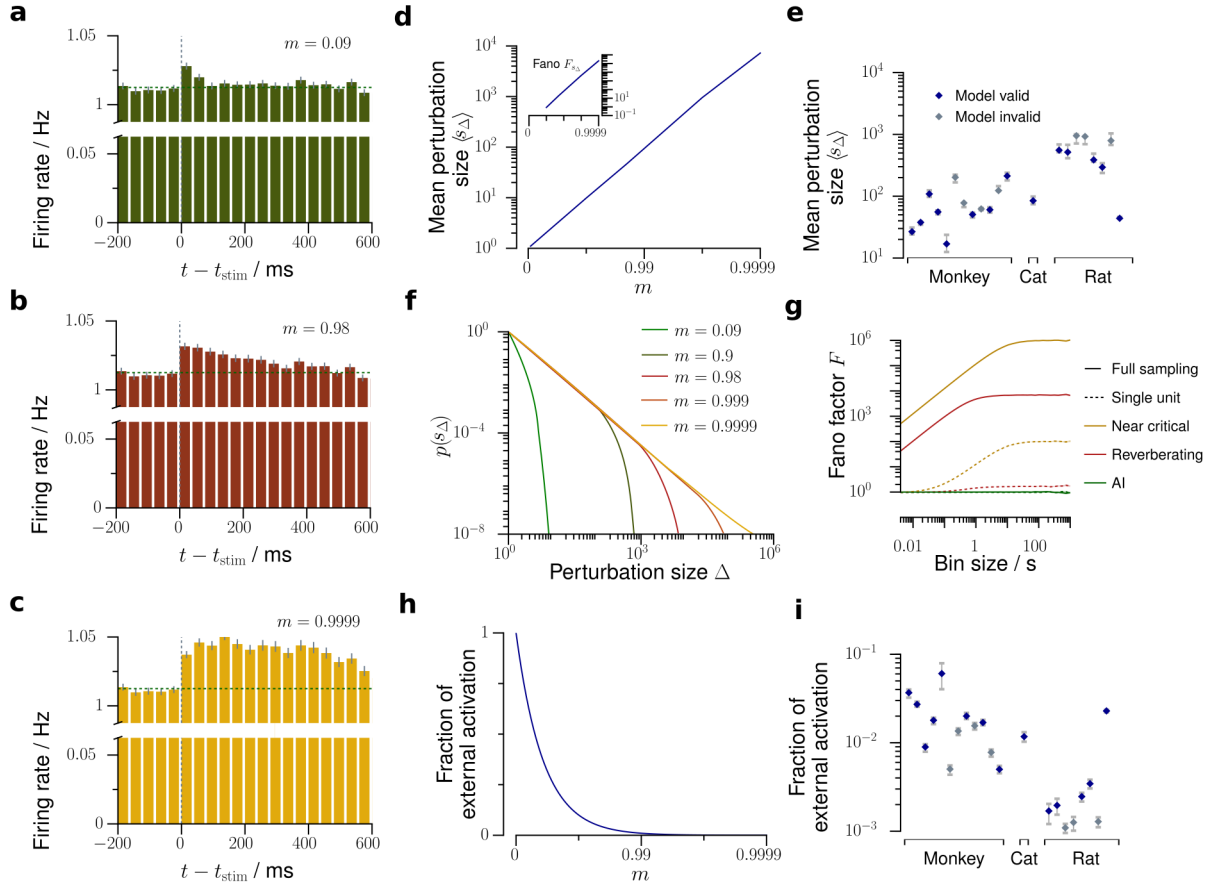 a
1.05
m = 0.09
1
0.05
0
−200
0
200
400
600
Firing rate / Hz
t − t_stim / ms
b
1.05
m = 0.98
1
0.05
0
−200
0
200
400
600
Firing rate / Hz
t − t_stim / ms
c
1.05
m = 0.9999
1
0.05
0
−200
0
200
400
600
Firing rate / Hz
t − t_stim / ms
d
10^4
10^3
10^2
10^1
10^0
Mean perturbation
size ⟨s_Δ⟩
Fano F_{s_Δ}
10^1
10^−1
0
0.9999
0
0.99
0.9999
m
e
10^4
10^3
10^2
10^1
Mean perturbation
size ⟨s_Δ⟩
Model valid
Model invalid
Monkey
Cat
Rat
f
10^0
10^−4
10^−8
p(s_Δ)
m = 0.09
m = 0.9
m = 0.98
m = 0.999
m = 0.9999
10^0
10^3
10^6
Perturbation size Δ
g
10^6
10^3
10^0
Fano factor F
Full sampling
Single unit
Near critical
Reverberating
AI
0.01
1
100
Bin size / s
h
1
0
Fraction of
external activation
0
0.99
0.9999
m
i
10^−1
10^−2
10^−3
Fraction of
external activation
Monkey
Cat
Rat